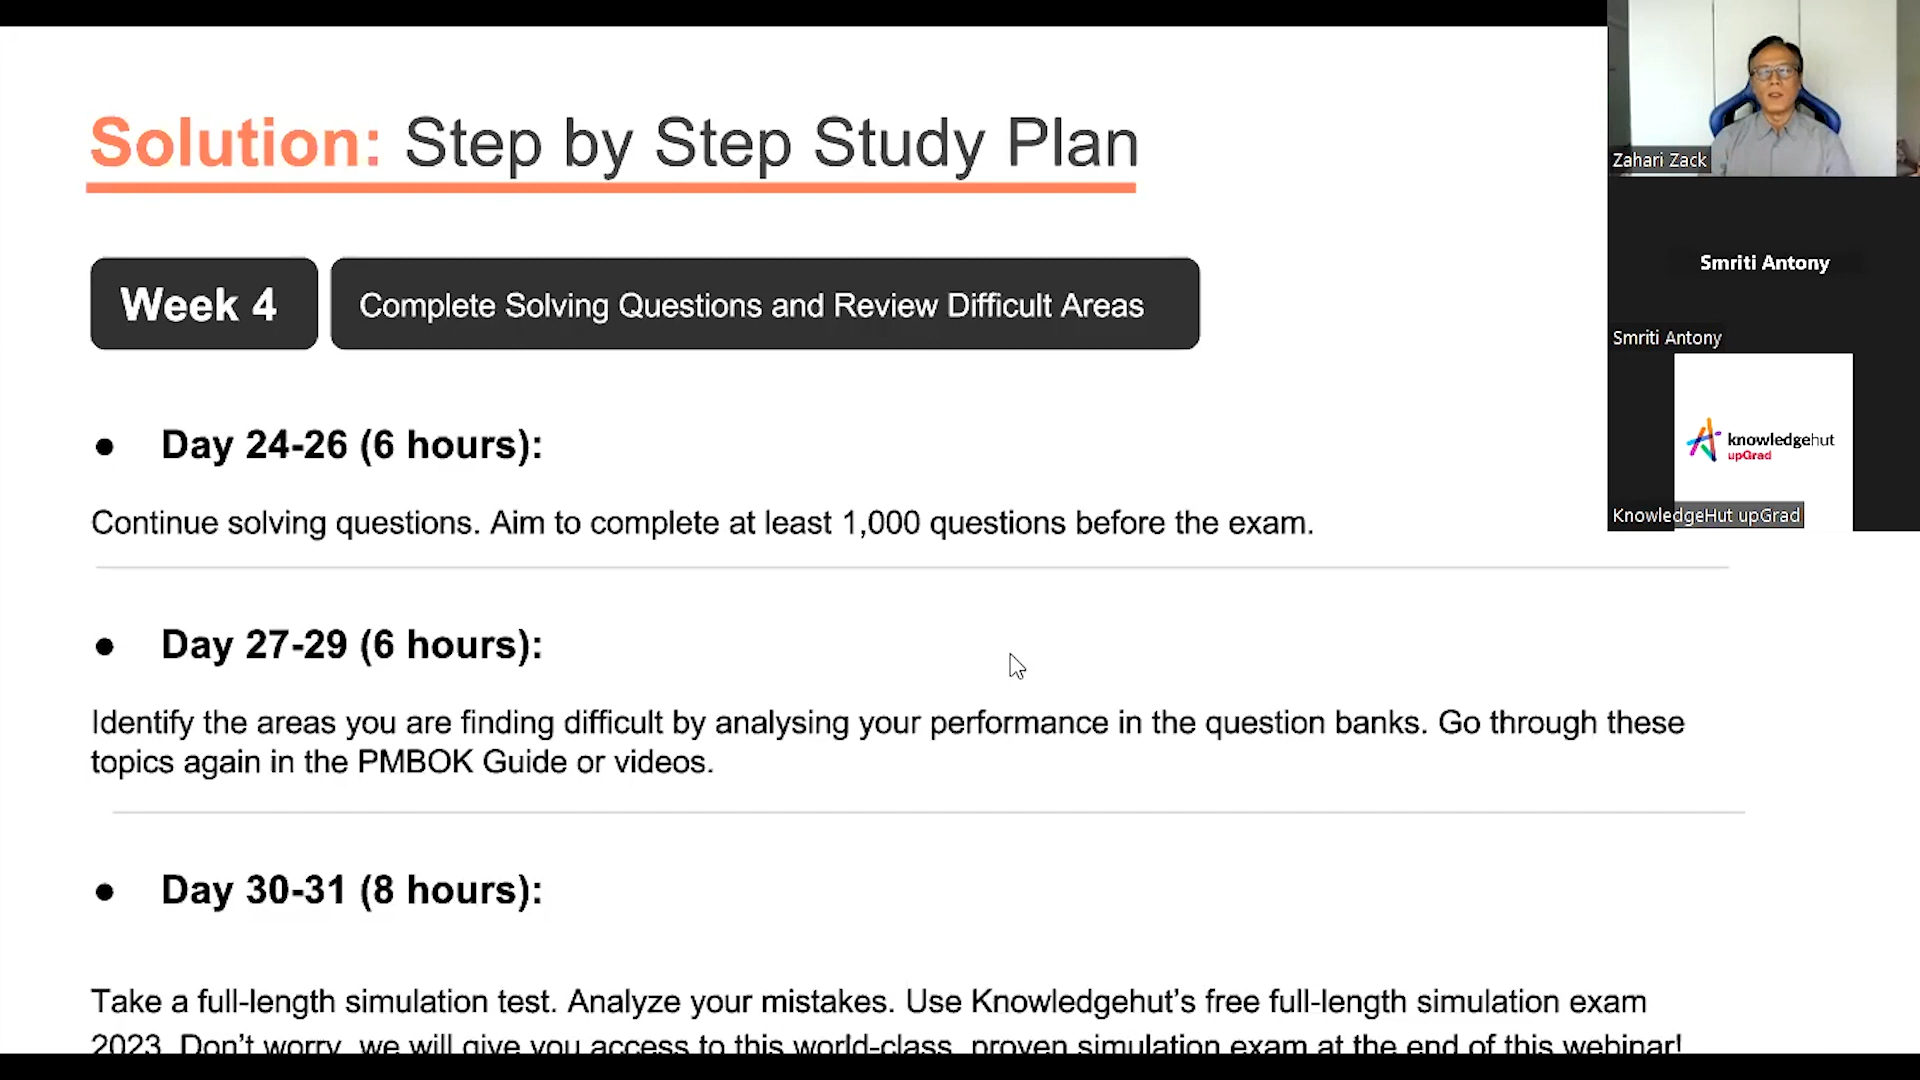 Solution: Step by Step Study Plan
Week 4
Complete Solving Questions and Review Difficult Areas
● Day 24-26 (6 hours):
Continue solving questions. Aim to complete at least 1,000 questions before the exam.
● Day 27-29 (6 hours):
Identify the areas you are finding difficult by analysing your performance in the question banks. Go through these
topics again in the PMBOK Guide or videos.
● Day 30-31 (8 hours):
Take a full-length simulation test. Analyze your mistakes. Use Knowledgehut's free full-length simulation exam
2023. Don't worry, we will give you access to this world-class, proven simulation exam at the end of this webinar!
Zahari Zack
Smriti Antony
Smriti Antony
knowledgehut
upGrad
KnowledgeHut upGrad